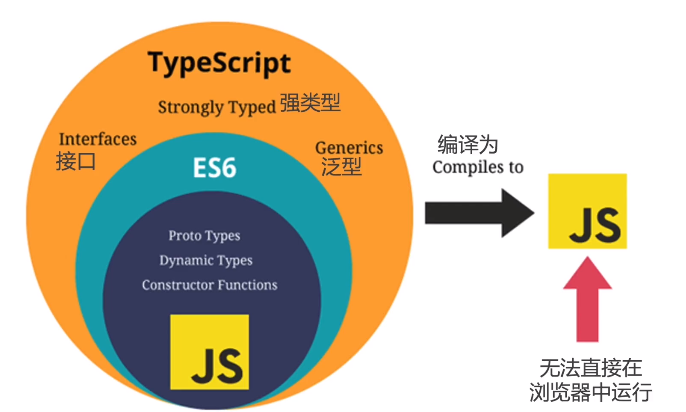 TypeScript
Strongly Typed 强类型
Interfaces
接口
Generics
泛型
ES6
Proto Types
Dynamic Types
Constructor Functions
JS
编译为
Compiles to
JS
无法直接在
浏览器中运行